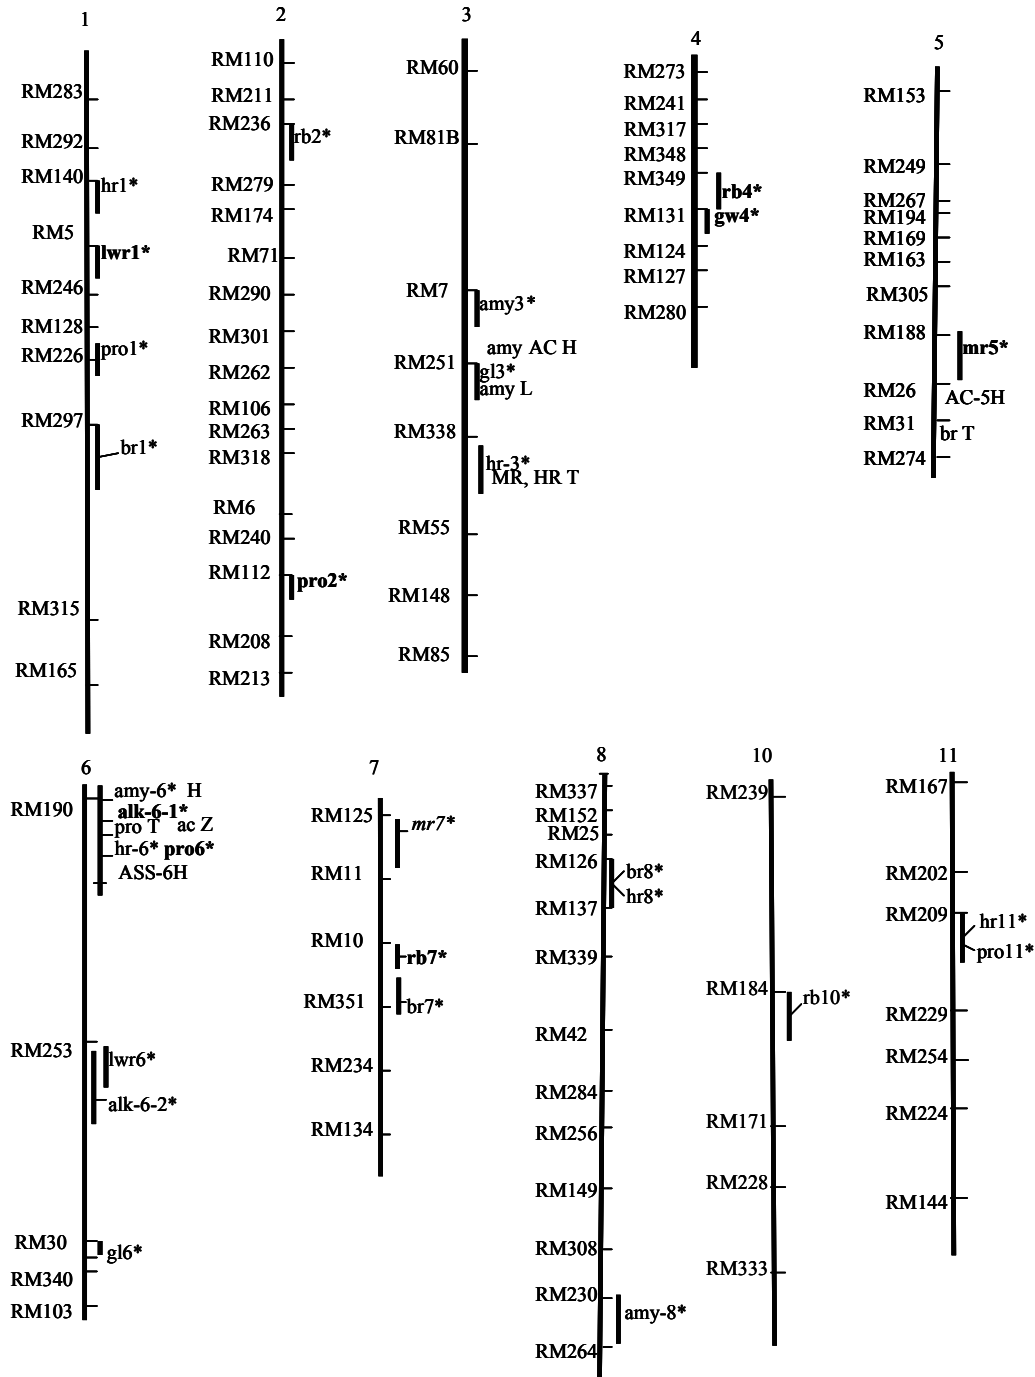 1
RM283
RM292
RM140
hr1*
RM5
lwr1*
RM246
RM128
RM226
pro1*
RM297
br1*
RM315
RM165
2
RM110
RM211
RM236
rb2*
RM279
RM174
RM71
RM290
RM301
RM262
RM106
RM263
RM318
RM6
RM240
RM112
pro2*
RM208
RM213
3
RM60
RM81B
RM7
amy3*
amy AC H
RM251
gl3*
amy L
RM338
hr-3*
MR, HR T
RM55
RM148
RM85
4
RM273
RM241
RM317
RM348
RM349
rb4*
RM131
gw4*
RM124
RM127
RM280
5
RM153
RM249
RM267
RM194
RM169
RM163
RM305
RM188
mr5*
RM26
AC-5H
RM31
br T
RM274
6
amy-6* H
RM190
alk-6-1*
pro T ac Z
hr-6* pro6*
ASS-6H
RM253
lwr6*
alk-6-2*
RM30
gl6*
RM340
RM103
7
RM125
mr7*
RM11
RM10
rb7*
RM351
br7*
RM234
RM134
8
RM337
RM152
RM25
RM126
br8*
hr8*
RM137
RM339
RM42
RM284
RM256
RM149
RM308
RM230
amy-8*
RM264
10
RM239
RM184
rb10*
RM171
RM228
RM333
11
RM167
RM202
RM209
hr11*
pro11*
RM229
RM254
RM224
RM144